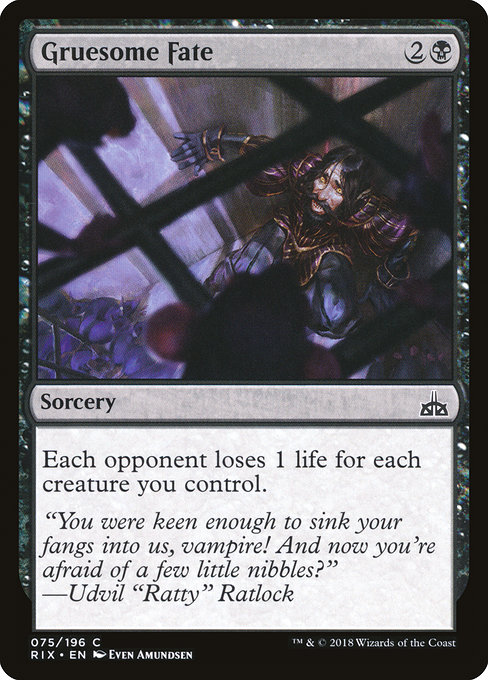 Gruesome Fate 2
Sorcery
Each opponent loses 1 life for each
creature you control.
“You were keen enough to sink your
fangs into us, vampire! And now you’re
afraid of a few little nibbles?”
—Udvil “Ratty” Ratlock
075/196 C
RIX • EN Even Amundsen
™ & © 2018 Wizards of the Coast